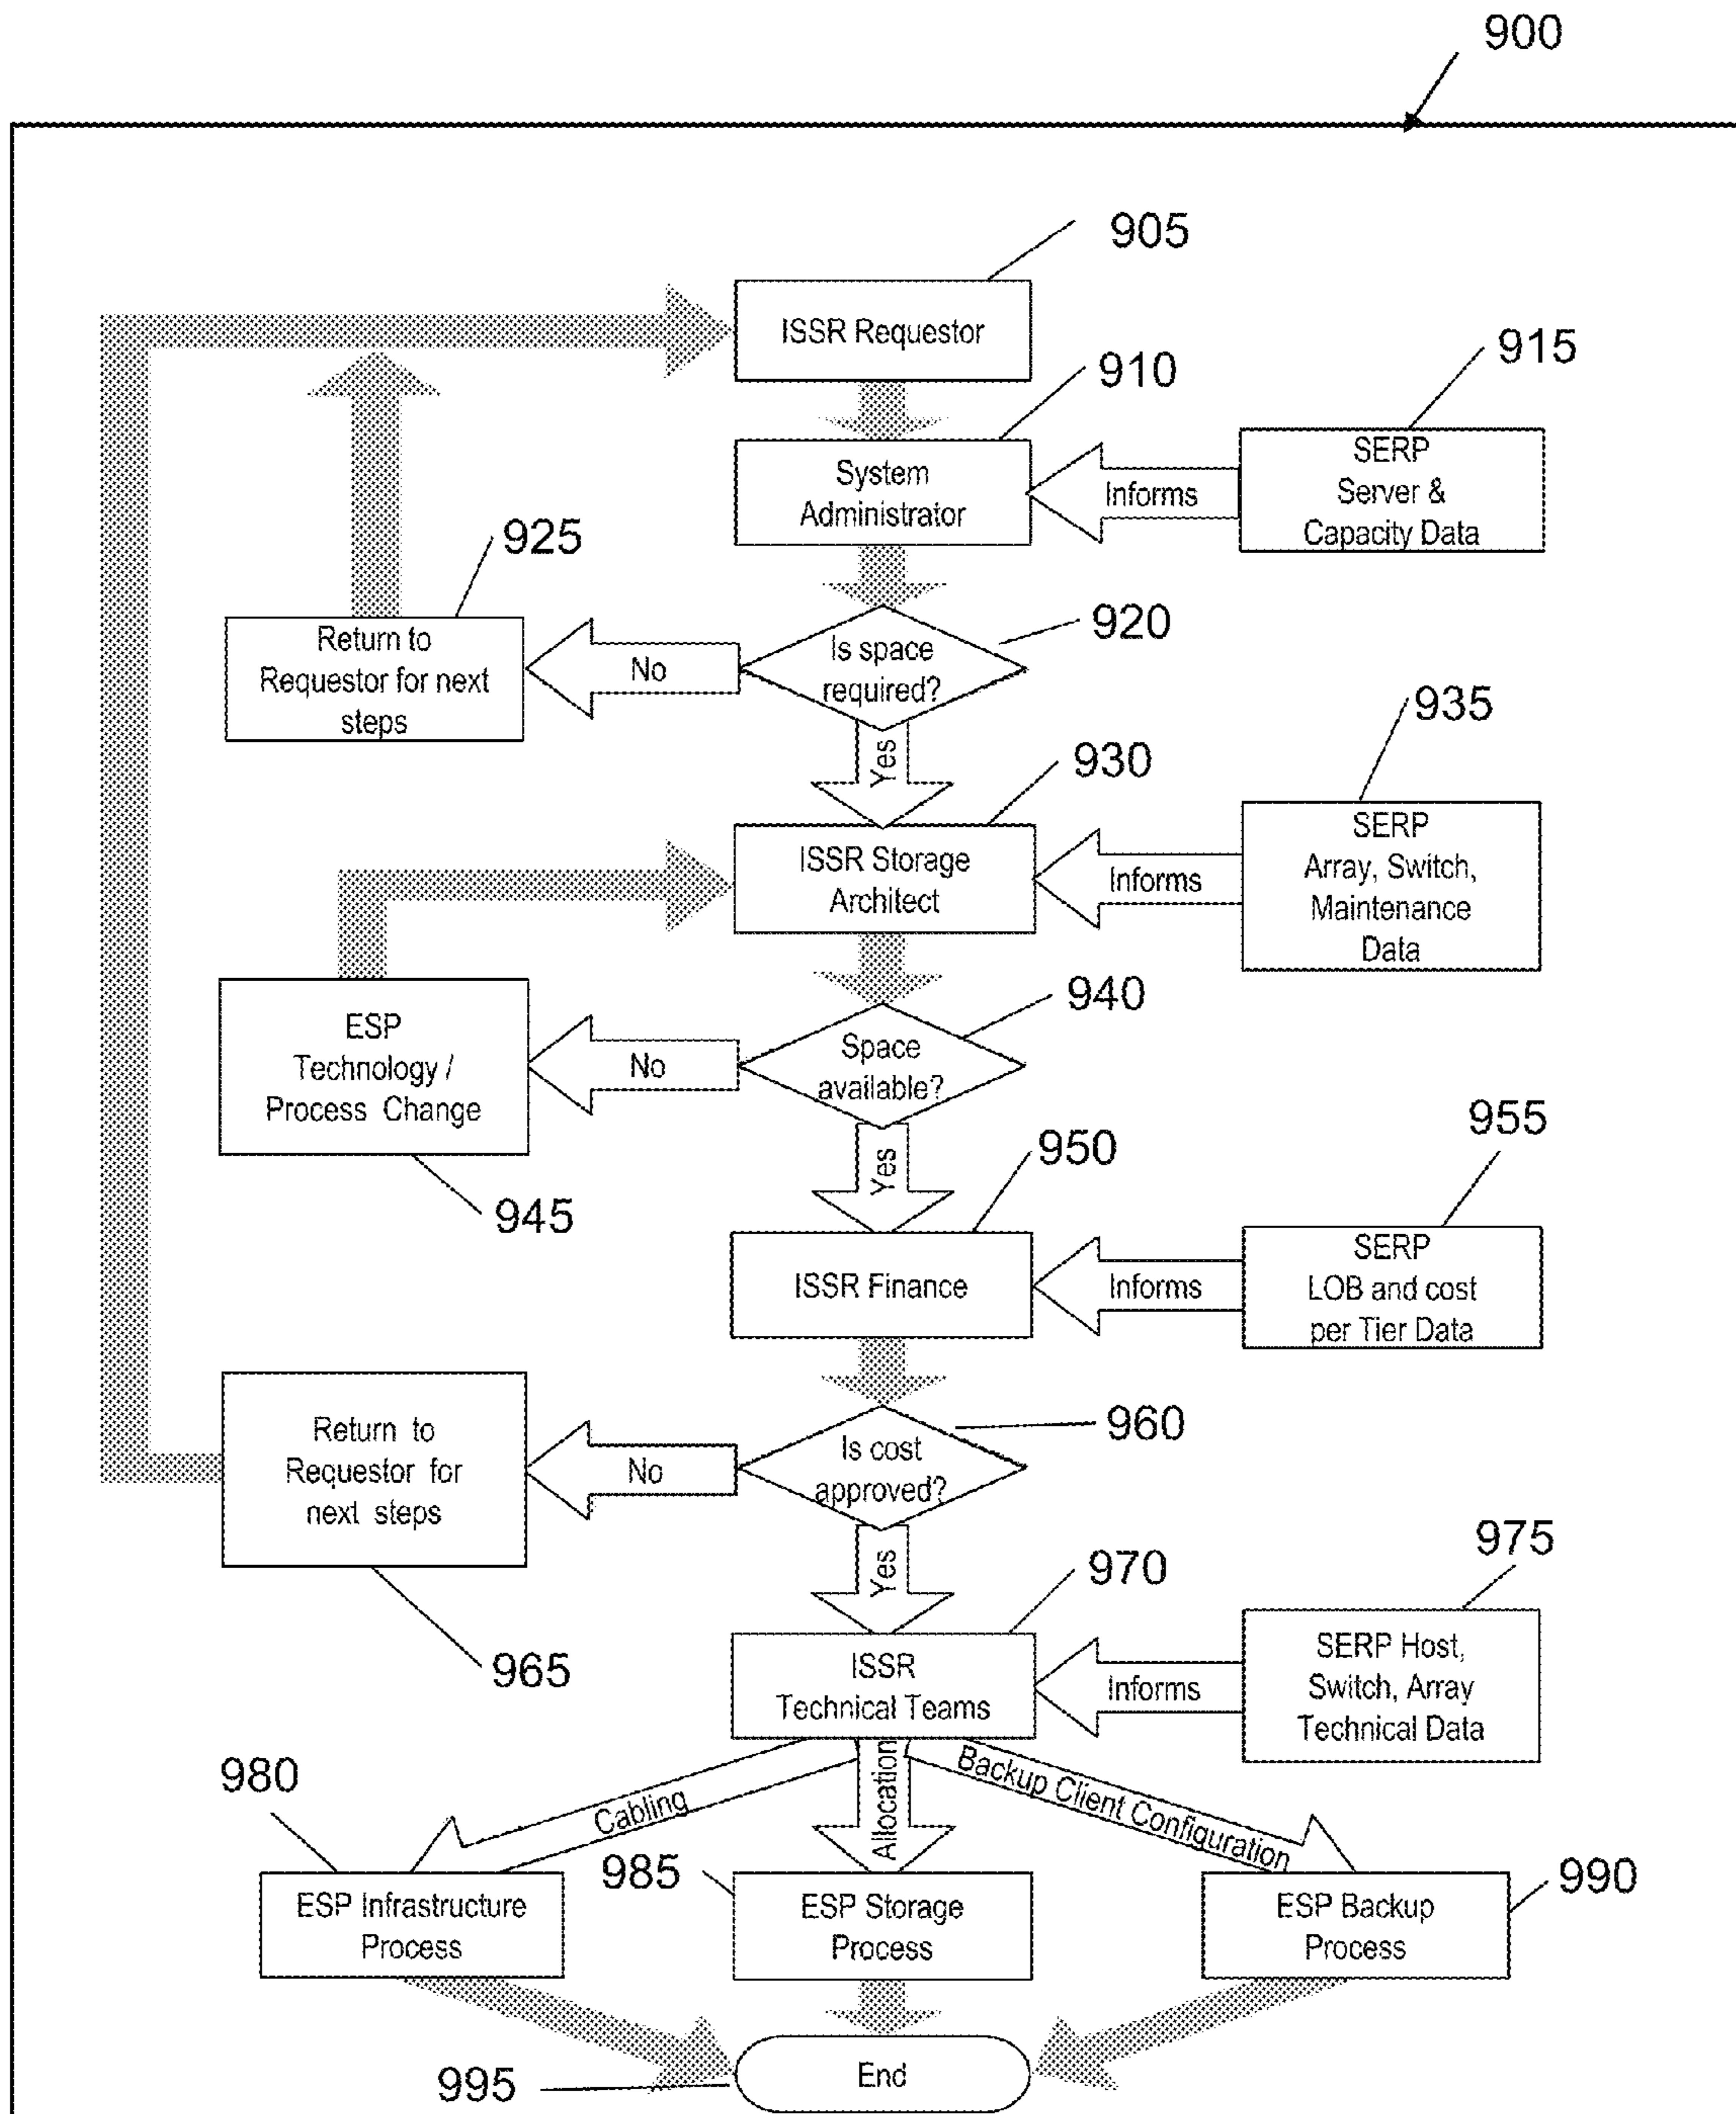 900
905
ISSR Requestor
910
915
System
Administrator
Informs
SERP
Server &
Capacity Data
925
920
Return to
Requestor for next
steps
No
Is space
required?
Yes
930
935
ISSR Storage
Architect
Informs
SERP
Array, Switch,
Maintenance
Data
940
ESP
Technology /
Process Change
No
Space
available?
945
Yes
950
955
ISSR Finance
Informs
SERP
LOB and cost
per Tier Data
960
Return to
Requestor for
next steps
No
Is cost
approved?
965
Yes
970
975
ISSR
Technical Teams
Informs
SERP Host,
Switch, Array
Technical Data
980
Cabling
Allocation
Backup Client Configuration
985
990
ESP Infrastructure
Process
ESP Storage
Process
ESP Backup
Process
995
End